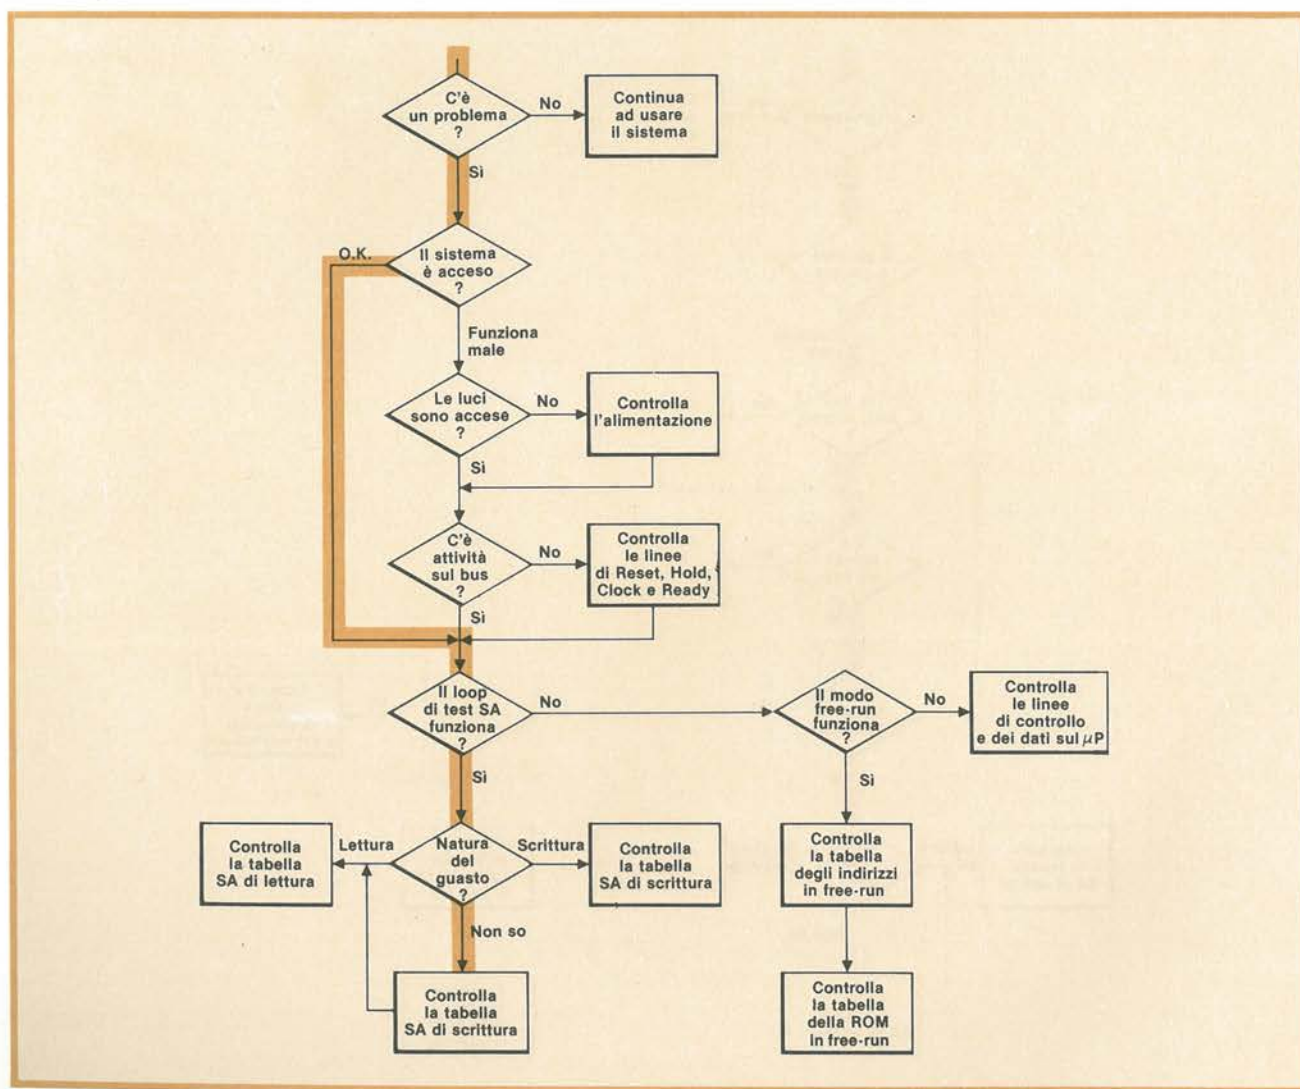 C'è
un problema
?
No
Continua
ad usare
il sistema
Sì
O.K.
Il sistema
è acceso
?
Funziona
male
Le luci
sono accese
?
No
Controlla
l'alimentazione
Sì
C'è
attività
sul bus
?
No
Controlla
le linee
di Reset, Hold,
Clock e Ready
Sì
Il loop
di test SA
funziona
?
No
Il modo
free-run
funziona
?
No
Controlla
le linee
di controllo
e dei dati sul μP
Sì
Sì
Controlla
la tabella
SA di lettura
Lettura
Natura
del
guasto
?
Scrittura
Controlla
la tabella
SA di scrittura
Controlla
la tabella
degli indirizzi
in free-run
Non so
Controlla
la tabella
SA di scrittura
Controlla
la tabella
della ROM
in free-run